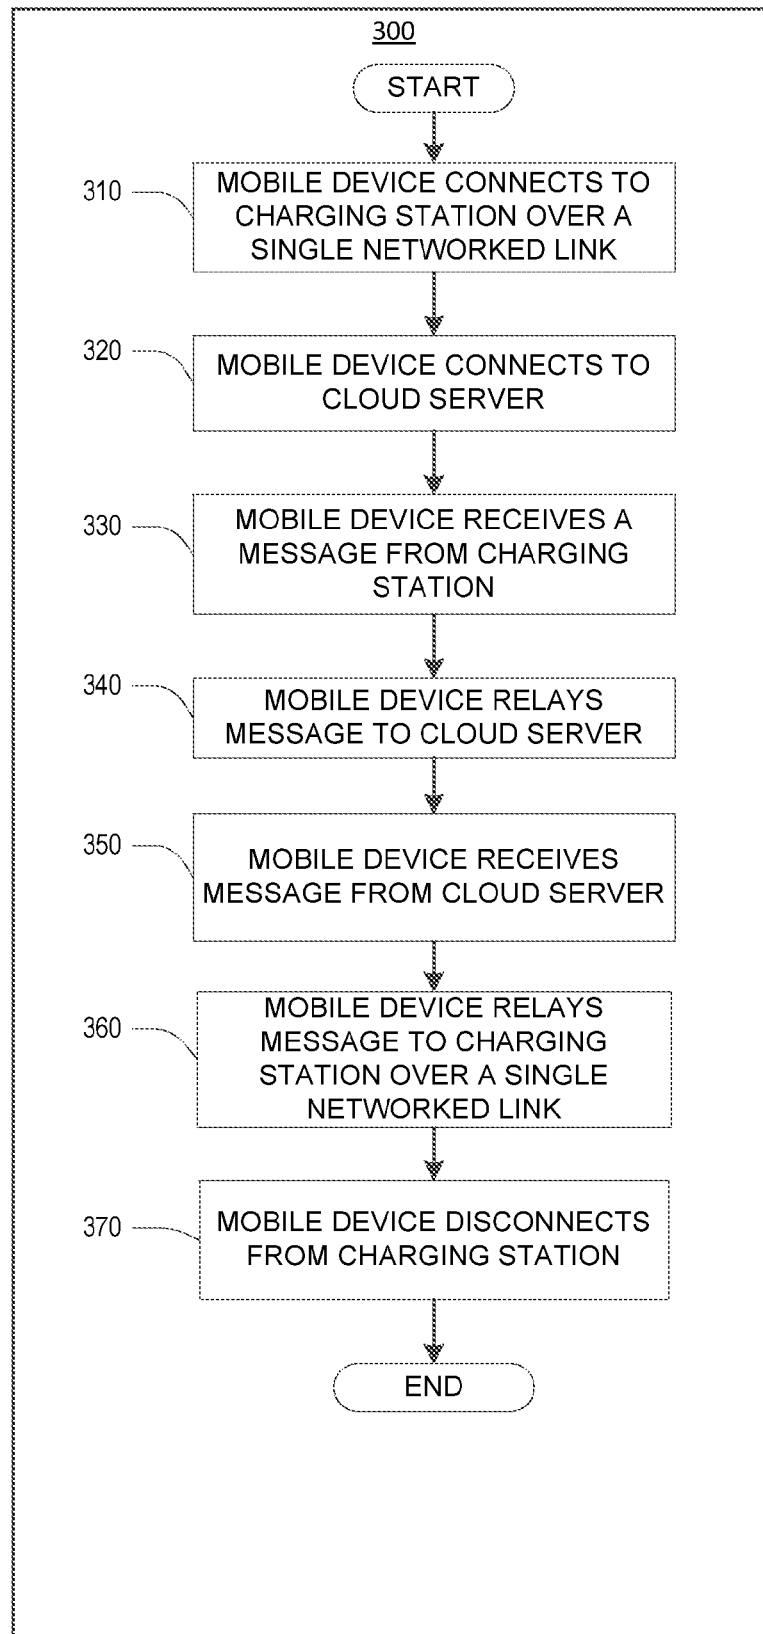 300
START
310
MOBILE DEVICE CONNECTS TO
CHARGING STATION OVER A
SINGLE NETWORKED LINK
320
MOBILE DEVICE CONNECTS TO
CLOUD SERVER
330
MOBILE DEVICE RECEIVES A
MESSAGE FROM CHARGING
STATION
340
MOBILE DEVICE RELAYS
MESSAGE TO CLOUD SERVER
350
MOBILE DEVICE RECEIVES
MESSAGE FROM CLOUD SERVER
360
MOBILE DEVICE RELAYS
MESSAGE TO CHARGING
STATION OVER A SINGLE
NETWORKED LINK
370
MOBILE DEVICE DISCONNECTS
FROM CHARGING STATION
END